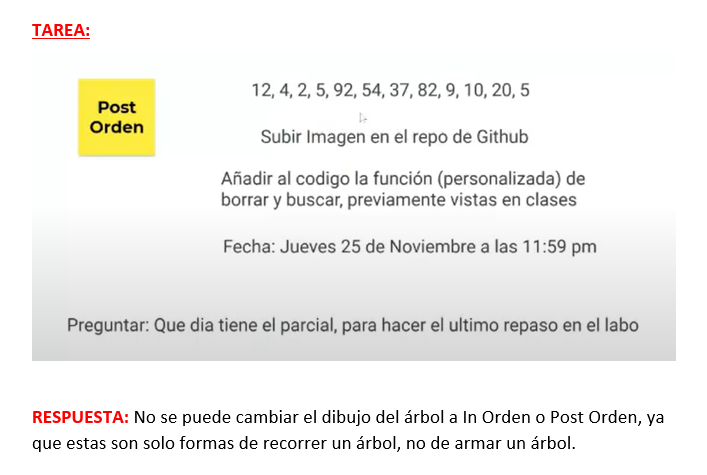 TAREA:
Post
Orden
12, 4, 2, 5, 92, 54, 37, 82, 9, 10, 20, 5
Subir Imagen en el repo de Github
Añadir al codigo la función (personalizada) de
borrar y buscar, previamente vistas en clases
Fecha: Jueves 25 de Noviembre a las 11:59 pm
Preguntar: Que dia tiene el parcial, para hacer el ultimo repaso en el labo
RESPUESTA: No se puede cambiar el dibujo del árbol a In Orden o Post Orden, ya
que estas son solo formas de recorrer un árbol, no de armar un árbol.